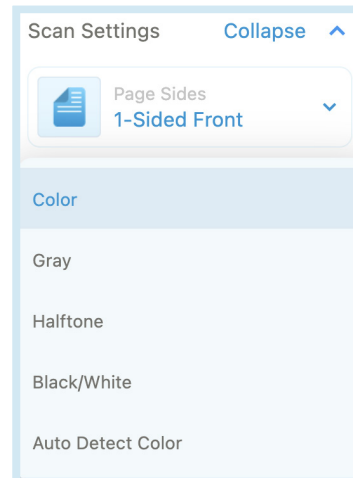 Scan Settings Collapse
Page Sides
1-Sided Front
Color
Gray
Halftone
Black/White
Auto Detect Color